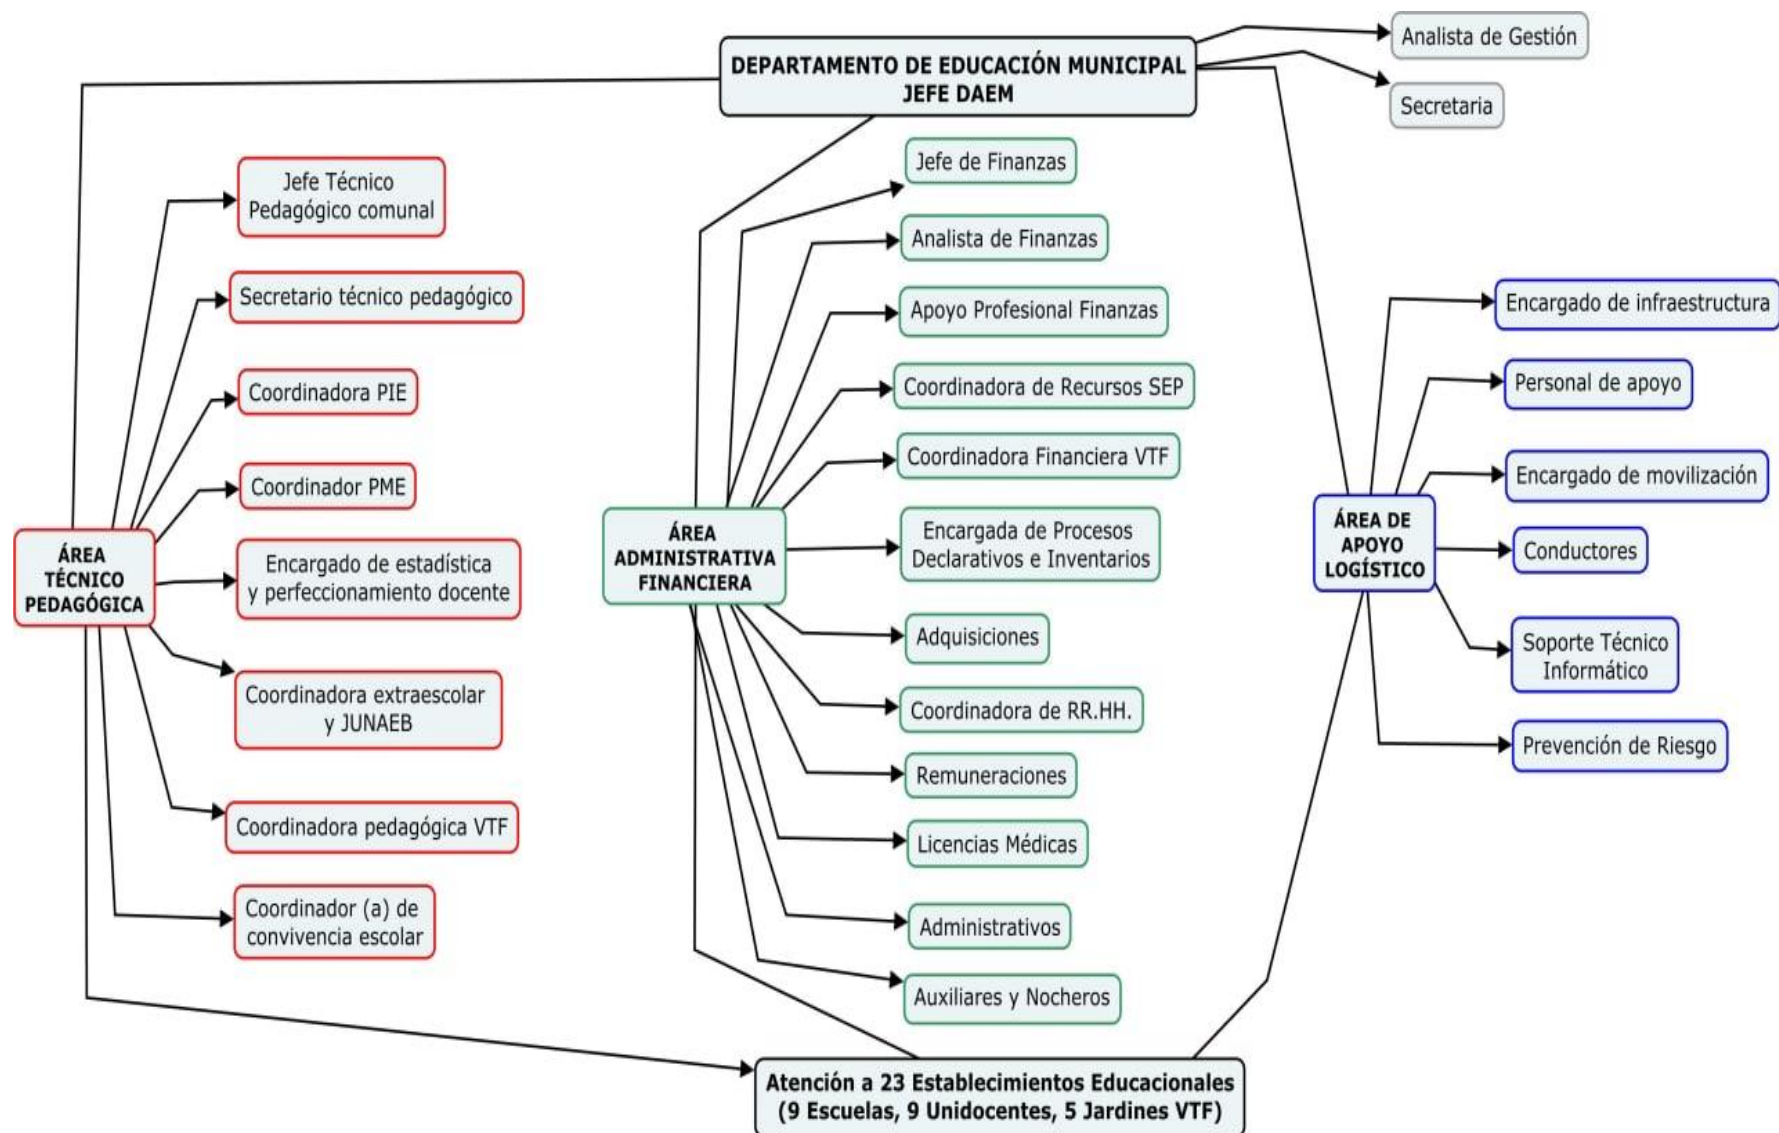 DEPARTAMENTO DE EDUCACIÓN MUNICIPAL
JEFE DAEM
Analista de Gestión
Secretaria
ÁREA
TÉCNICO
PEDAGÓGICA
Jefe Técnico
Pedagógico comunal
Secretario técnico pedagógico
Coordinadora PIE
Coordinador PME
Encargado de estadística
y perfeccionamiento docente
Coordinadora extraescolar
y JUNAEB
Coordinadora pedagógica VTF
Coordinador (a) de
convivencia escolar
ÁREA
ADMINISTRATIVA
FINANCIERA
Jefe de Finanzas
Analista de Finanzas
Apoyo Profesional Finanzas
Coordinadora de Recursos SEP
Coordinadora Financiera VTF
Encargada de Procesos
Declarativos e Inventarios
Adquisiciones
Coordinadora de RR.HH.
Remuneraciones
Licencias Médicas
Administrativos
Auxiliares y Nocheros
ÁREA DE
APOYO
LOGÍSTICO
Encargado de infraestructura
Personal de apoyo
Encargado de movilización
Conductores
Soporte Técnico
Informático
Prevención de Riesgo
Atención a 23 Establecimientos Educacionales
(9 Escuelas, 9 Unidocentes, 5 Jardines VTF)